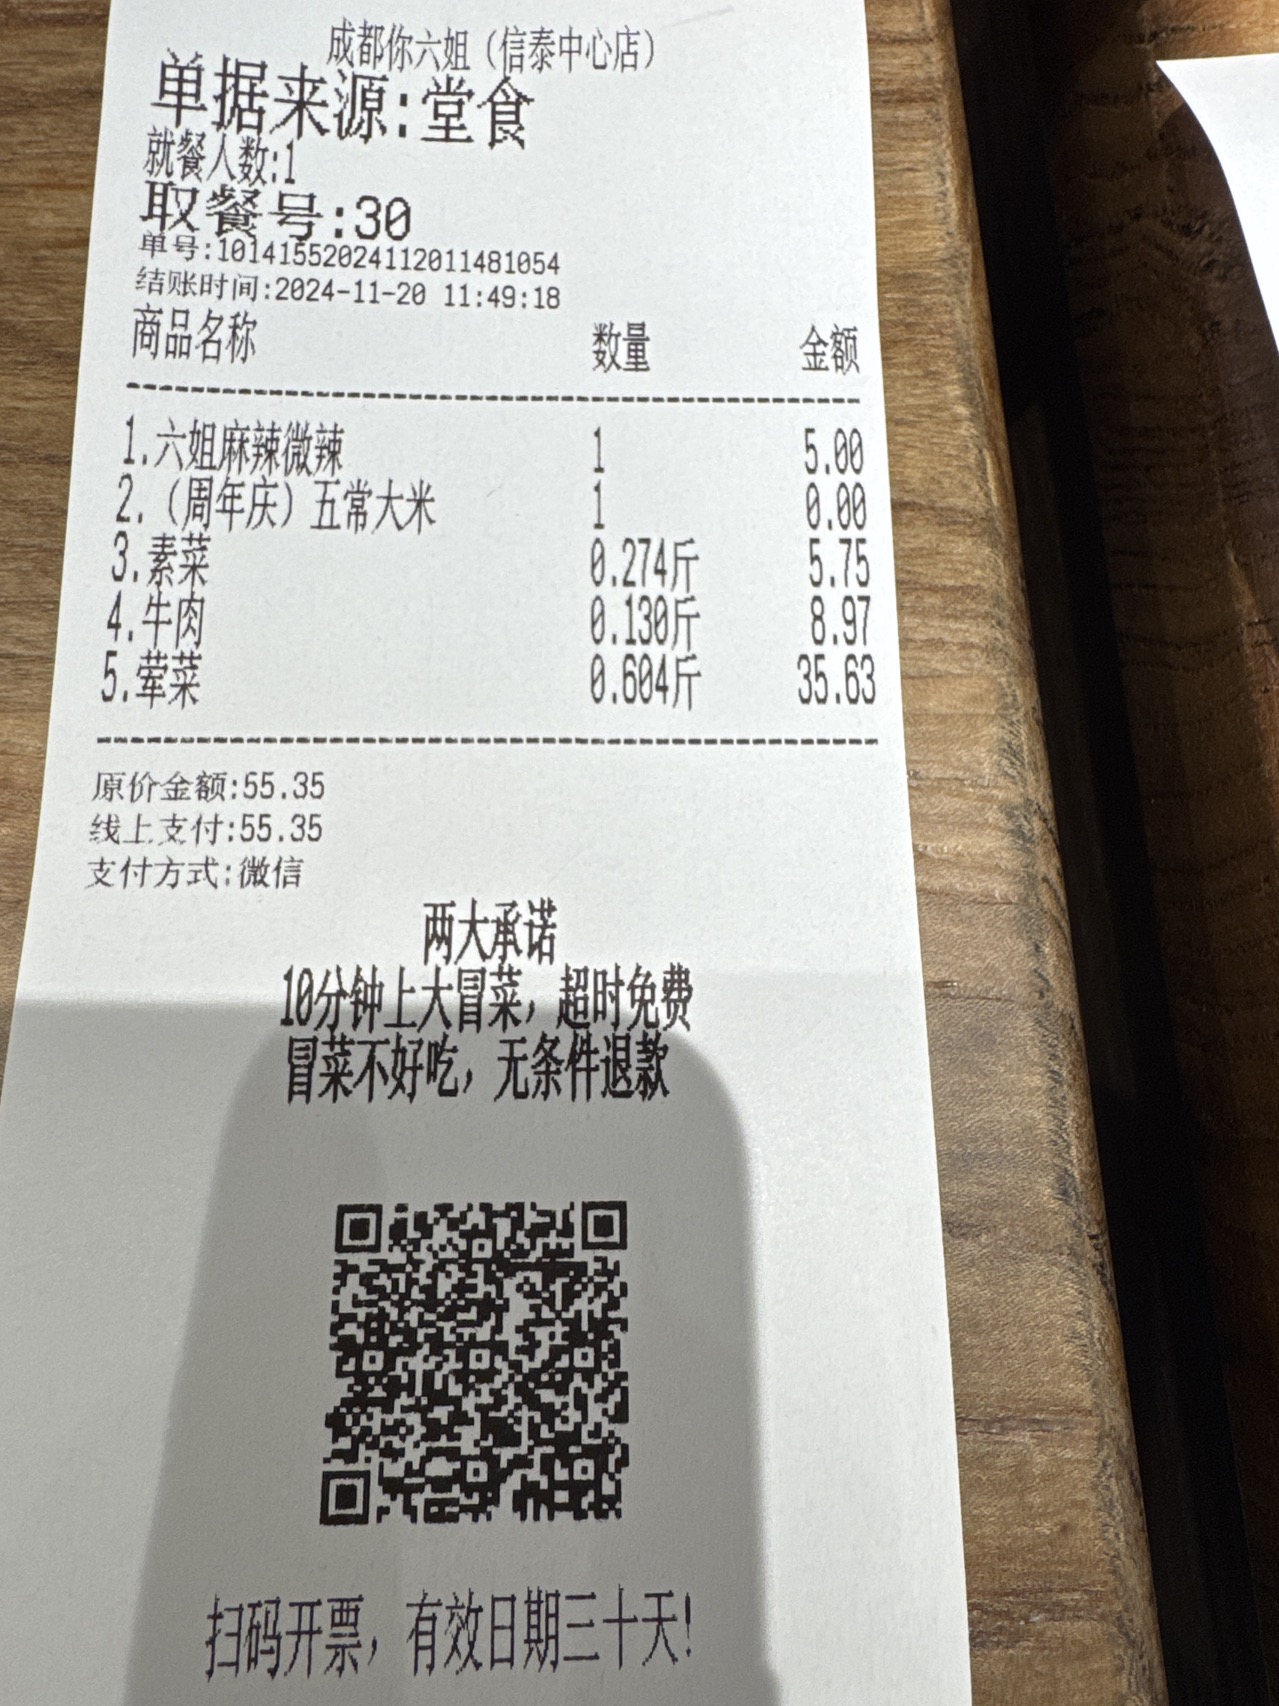 成都你六姐（信泰中心店）
单据来源:堂食
就餐人数:1
取餐号:30
单号:10141552024112011481054
结账时间:2024-11-20 11:49:18
商品名称 数量 金额
1.六姐麻辣微辣 1 5.00
2.（周年庆）五常大米 1 0.00
3.素菜 0.274斤 5.75
4.牛肉 0.130斤 8.97
5.荤菜 0.604斤 35.63
原价金额:55.35
线上支付:55.35
支付方式:微信
两大承诺
10分钟上大冒菜，超时免费
冒菜不好吃，无条件退款
扫码开票，有效日期三十天!